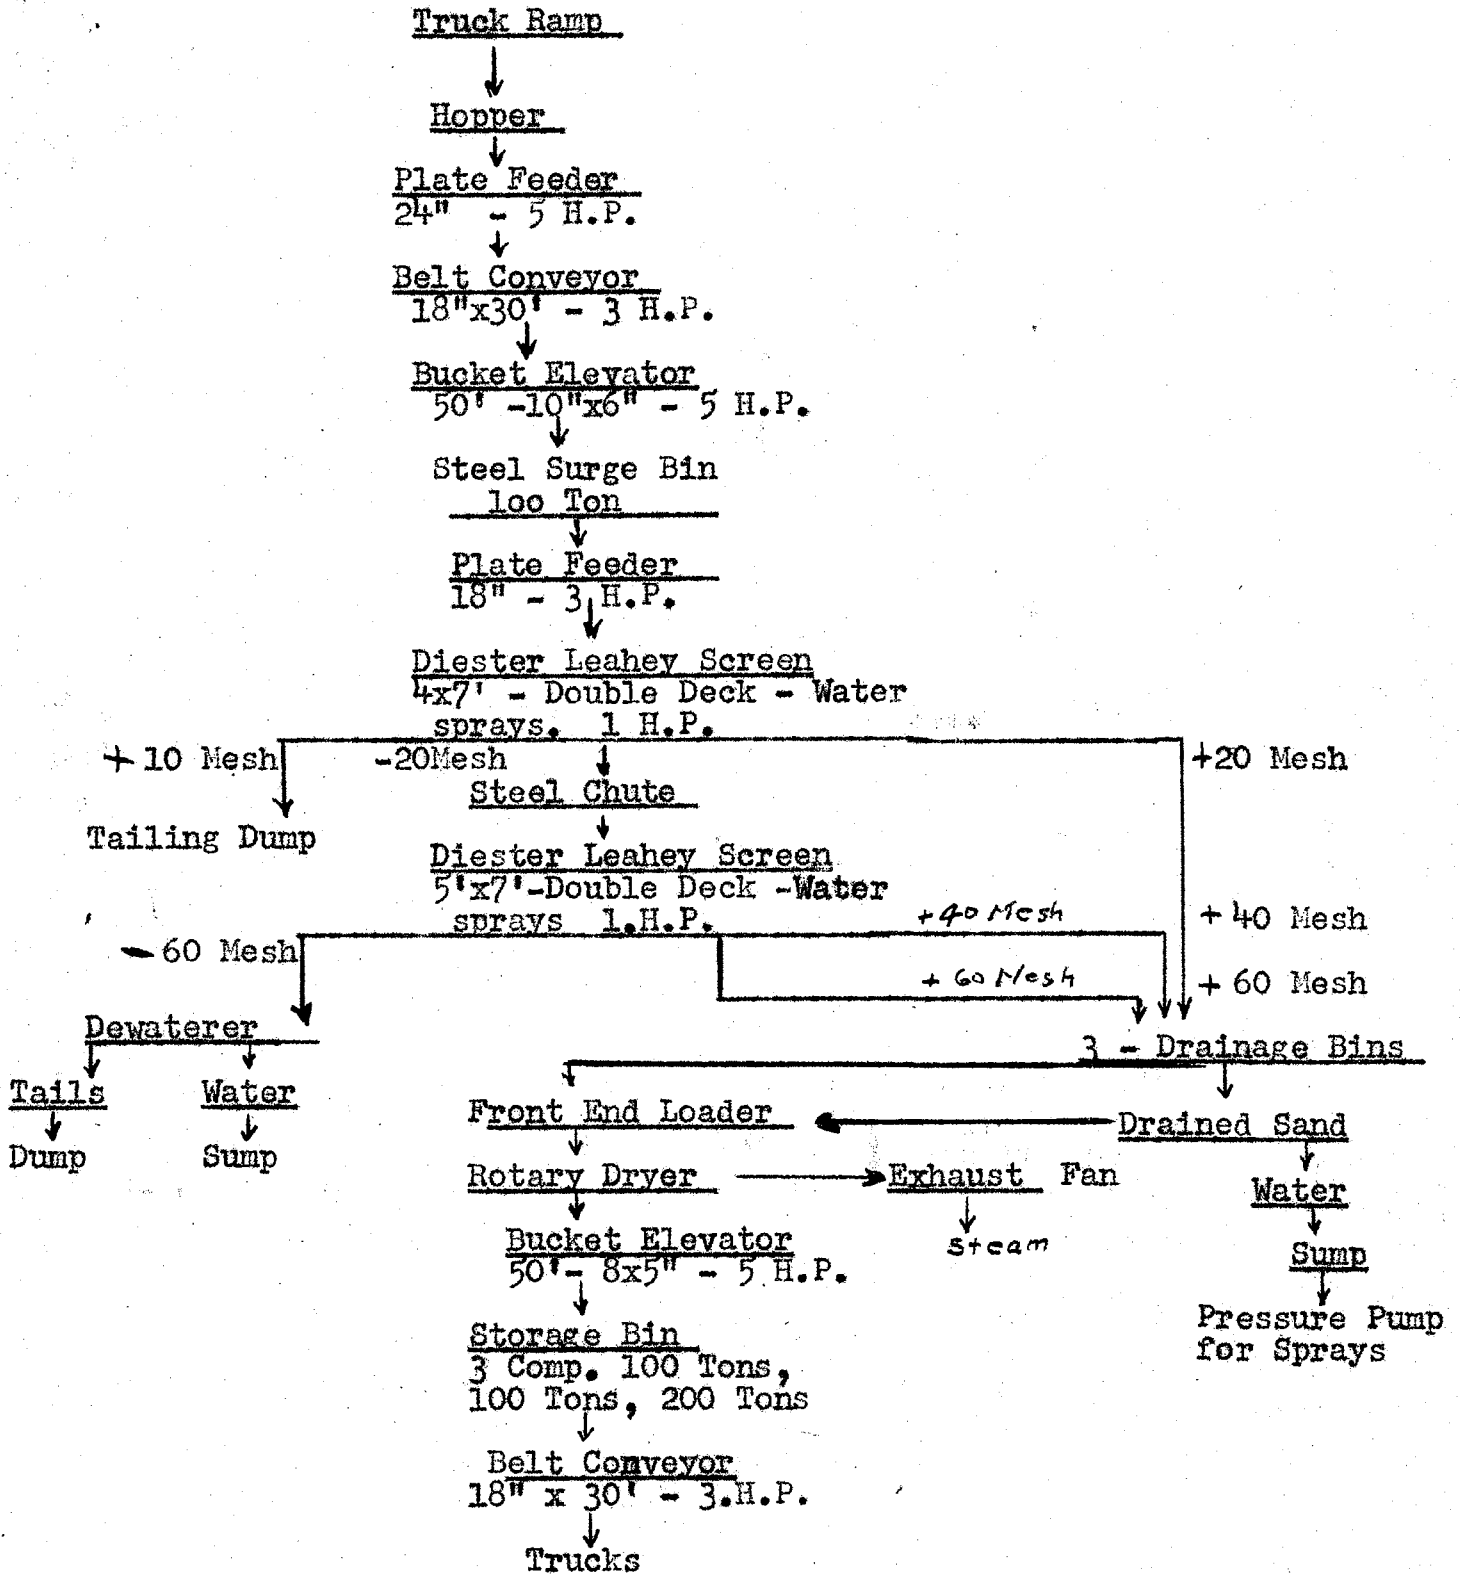 Truck Ramp
Hopper
Plate Feeder
24" - 5 H.P.
Belt Conveyor
18"x30' - 3 H.P.
Bucket Elevator
50' -10"x6" - 5 H.P.
Steel Surge Bin
100 Ton
Plate Feeder
18" - 3 H.P.
Diester Leahey Screen
4x7' - Double Deck - Water
sprays. 1 H.P.
+ 10 Mesh
-20Mesh
+20 Mesh
Steel Chute
Tailing Dump
Diester Leahey Screen
5'x7'-Double Deck -Water
sprays 1.H.P.
+40 Mesh
+ 40 Mesh
- 60 Mesh
+ 60 Mesh
+ 60 Mesh
Dewaterer
3 - Drainage Bins
Tails
Water
Front End Loader
Drained Sand
Dump
Sump
Rotary Dryer
Exhaust Fan
Water
Steam
Bucket Elevator
50'- 8x5" - 5 H.P.
Sump
Storage Bin
3 Comp. 100 Tons,
100 Tons, 200 Tons
Pressure Pump
for Sprays
Belt Conveyor
18" x 30' - 3.H.P.
Trucks